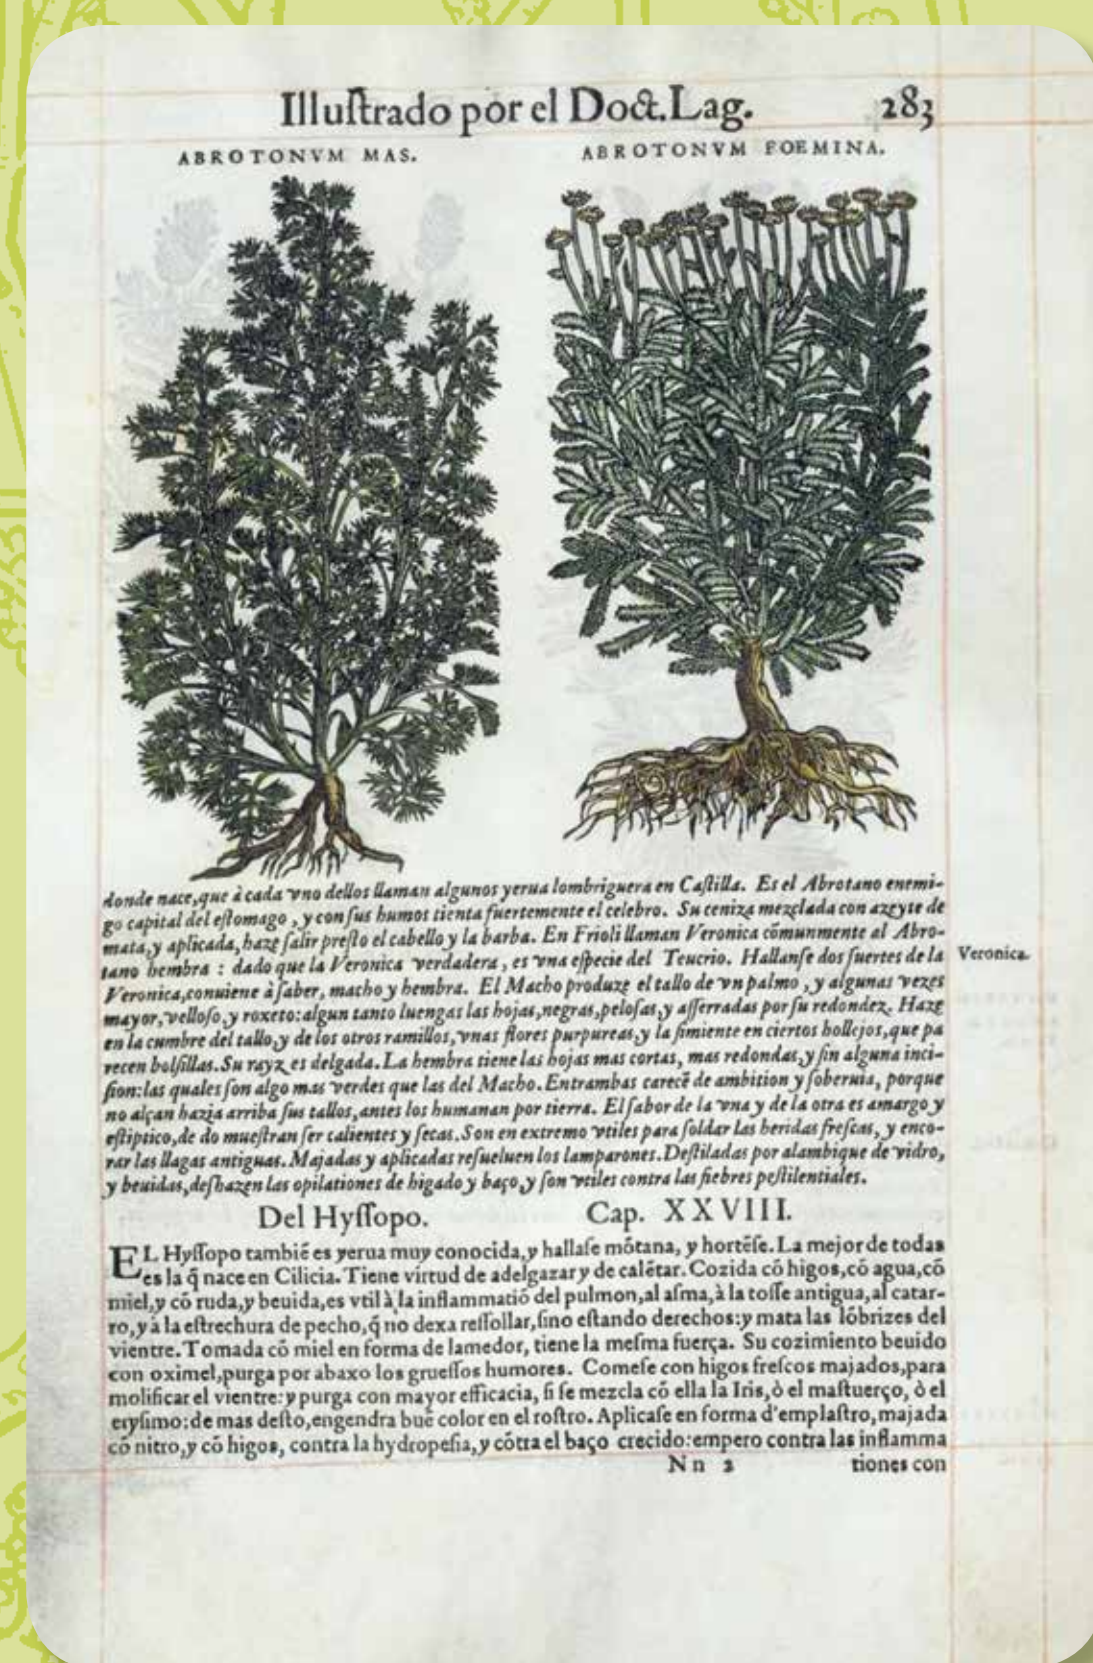 Illuſtrado por el Doct. Lag. 283
ABROTONVM MAS.
ABROTONVM FOEMINA.
donde nace, que à cada vno dellos llaman algunos yerua lombriguera en Caſtilla. Es el Abrotano enemi-
go capital del eſtomago, y con ſus humos tienta fuertemente el celebro. Su ceniza mezclada con azeyte de
mata, y aplicada, haze ſalir preſto el cabello y la barba. En Frioli llaman Veronica cõmunmente al Abro-
tano hembra : dado que la Veronica verdadera, es vna eſpecie del Teucrio. Hallanſe dos ſuertes de la
Veronica.
Veronica, conuiene à ſaber, macho y hembra. El Macho produze el tallo de vn palmo, y algunas vezes
mayor, velloſo, y roxeto: algun tanto luengas las hojas, negras, peloſas, y aſſerradas por ſu redondez. Haze
en la cumbre del tallo, y de los otros ramillos, vnas flores purpureas, y la ſimiente en ciertos hollejos, que pa
recen bolſillas. Su rayz es delgada. La hembra tiene las hojas mas cortas, mas redondas, y ſin alguna inci-
ſion: las quales ſon algo mas verdes que las del Macho. Entrambas carecẽ de ambition y ſoberuia, porque
no alçan hazia arriba ſus tallos, antes los humanan por tierra. El ſabor de la vna y de la otra es amargo y
eſtiptico, de do mueſtran ſer calientes y ſecas. Son en extremo vtiles para ſoldar las heridas freſcas, y enco-
rar las llagas antiguas. Majadas y aplicadas reſueluen los lamparones. Deſtiladas por alambique de vidro,
y beuidas, deſhazen las opilationes de higado y baço, y ſon vtiles contra las fiebres peſtilentiales.
Del Hyſſopo. Cap. XXVIII.
EL Hyſſopo tambiẽ es yerua muy conocida, y hallaſe mõtana, y hortẽſe. La mejor de todas
es la q̃ nace en Cilicia. Tiene virtud de adelgazar y de calẽtar. Cozida cõ higos, cõ agua, cõ
miel, y cõ ruda, y beuida, es vtil à la inflammatiõ del pulmon, al aſma, à la toſſe antigua, al catar-
ro, y à la eſtrechura de pecho, q̃ no dexa reſſollar, ſino eſtando derechos: y mata las lõbrizes del
vientre. Tomada cõ miel en forma de lamedor, tiene la meſma fuerça. Su cozimiento beuido
con oximel, purga por abaxo los grueſſos humores. Comeſe con higos freſcos majados, para
molificar el vientre: y purga con mayor efficacia, ſi ſe mezcla cõ ella la Iris, ò el maſtuerço, ò el
eryſimo: de mas deſto, engendra buẽ color en el roſtro. Aplicaſe en forma d'emplaſtro, majada
cõ nitro, y cõ higos, contra la hydropeſia, y cõtra el baço crecido: empero contra las inflamma
Nn 2 tiones con